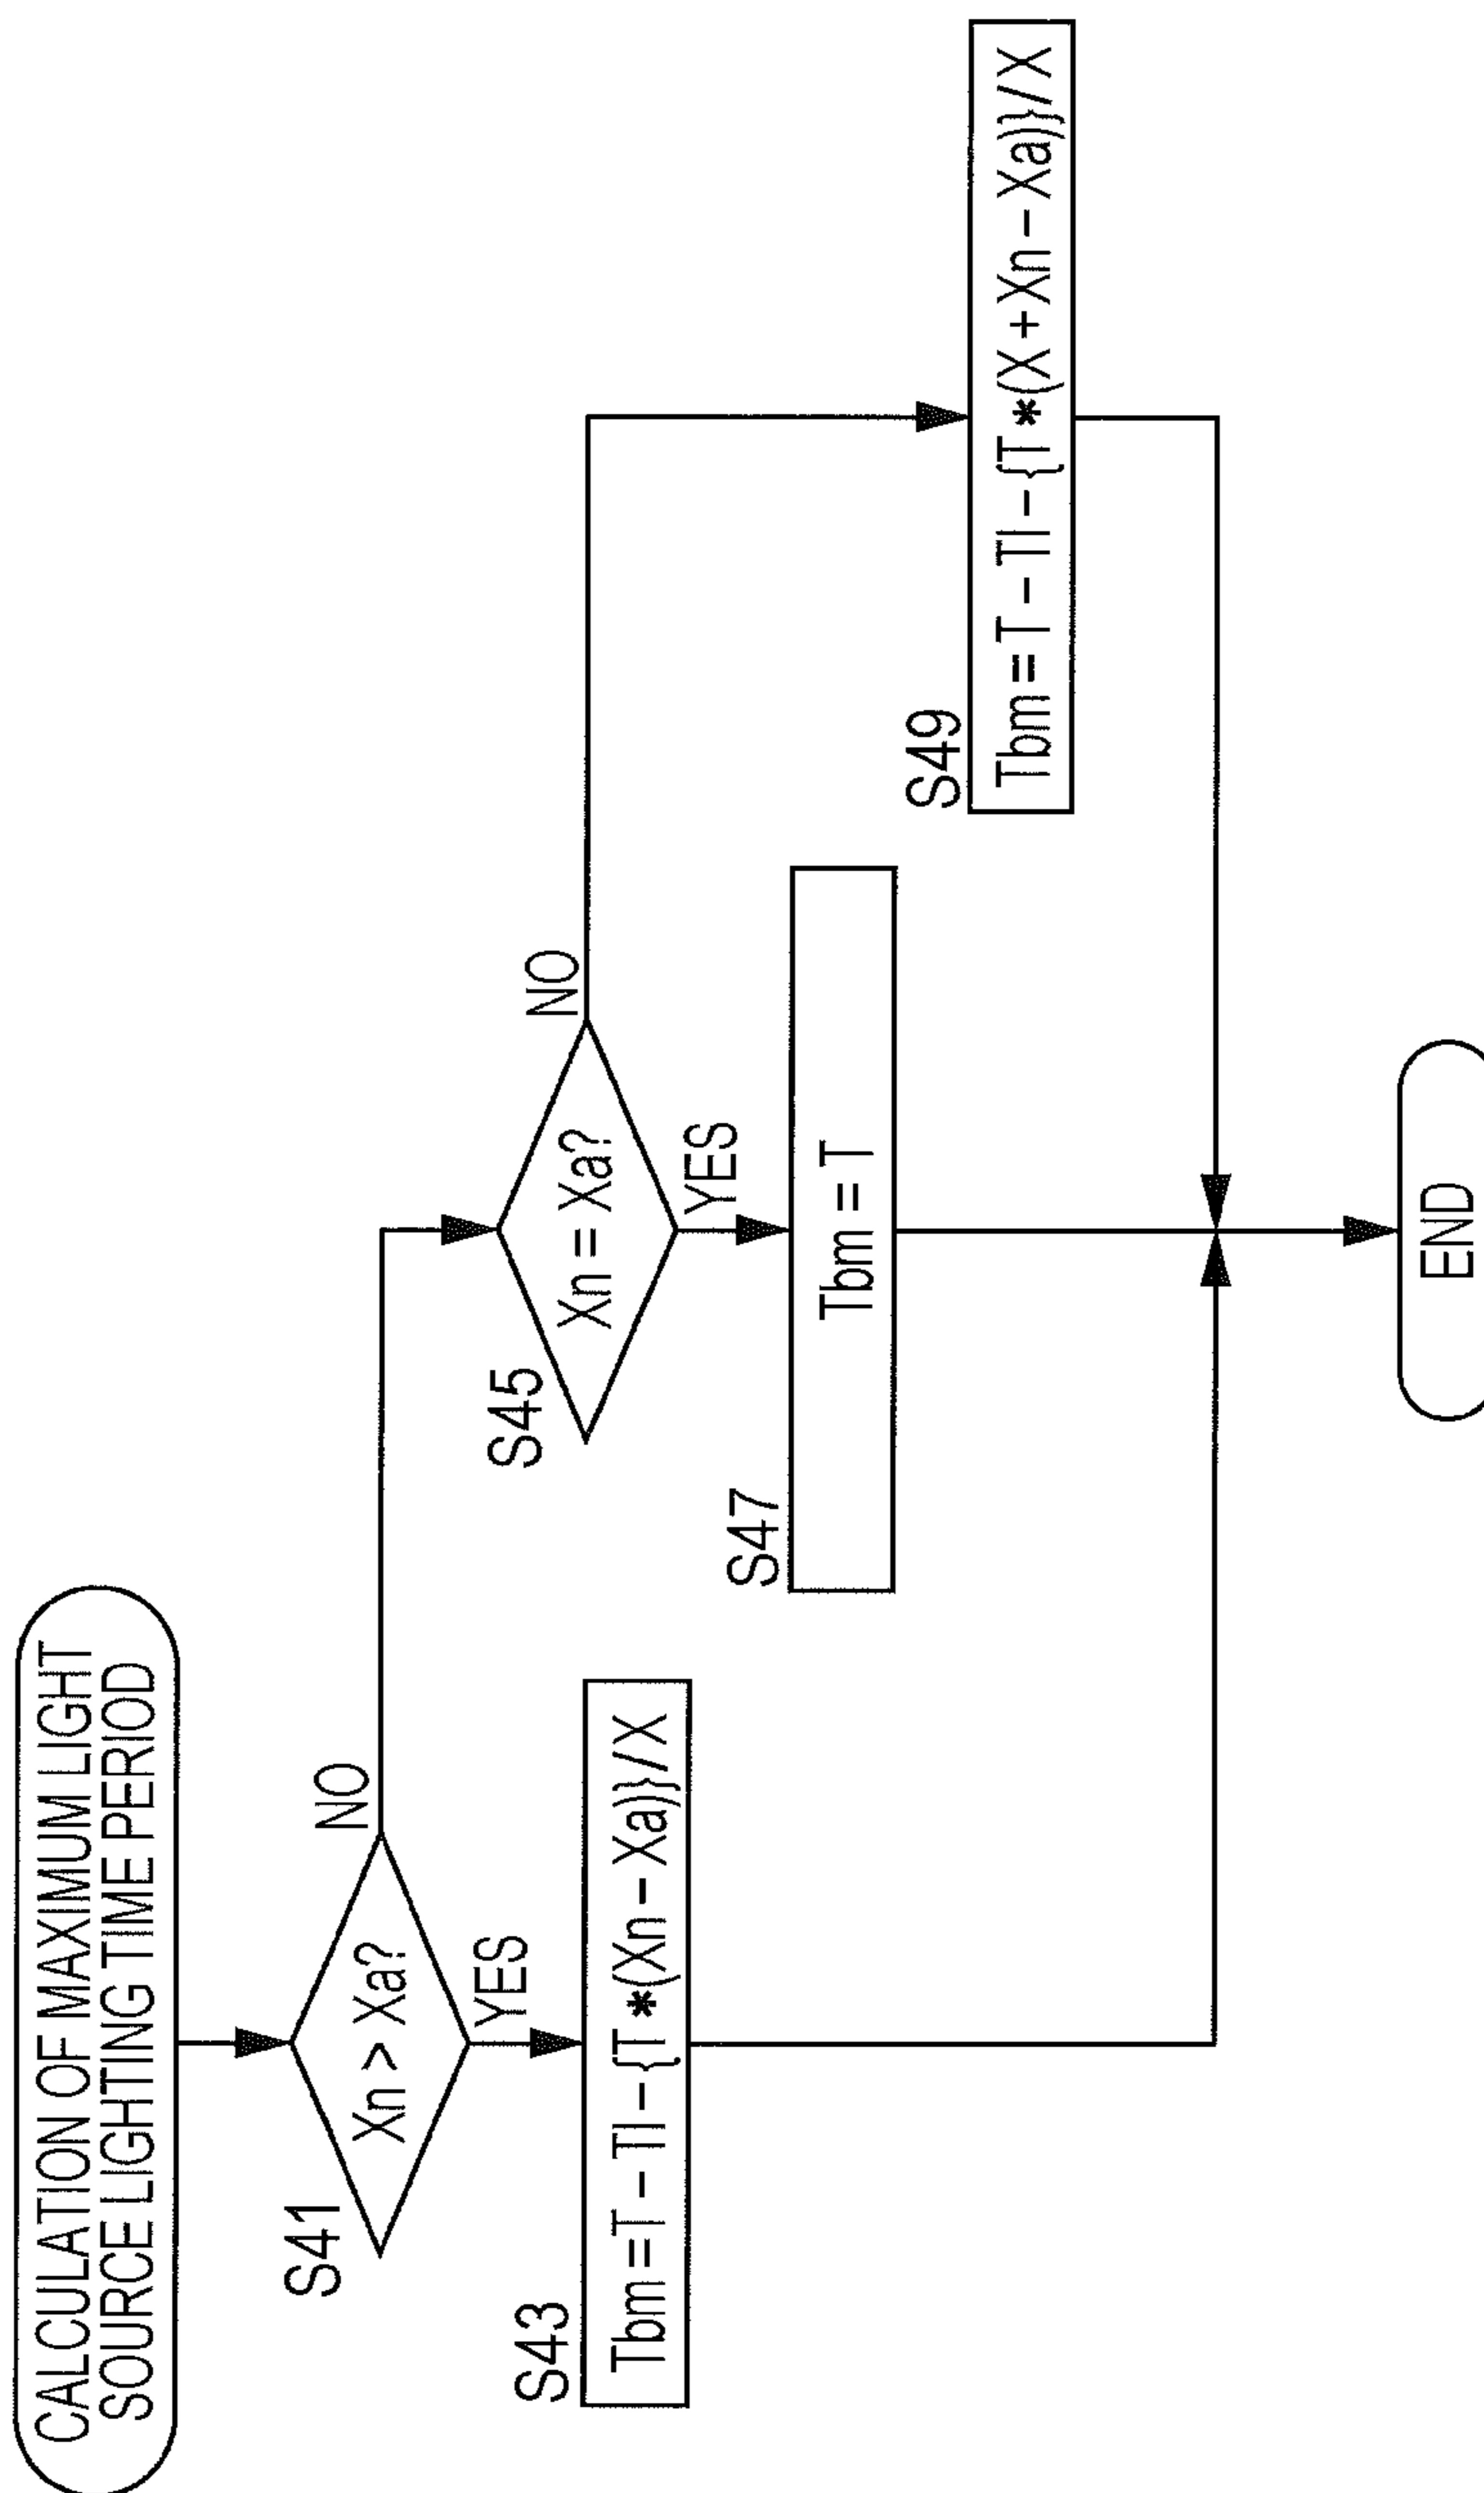 CALCULATION OF MAXIMUM LIGHT
SOURCE LIGHTING TIME PERIOD
S41
Xn > Xa?
NO
YES
S43
Tbm = T - Tl - {T * (Xn - Xa)}/X
S45
Xn = Xa?
NO
YES
S47
Tbm = T
S49
Tbm = T - Tl - {T * (X + Xn - Xa)}/X
END